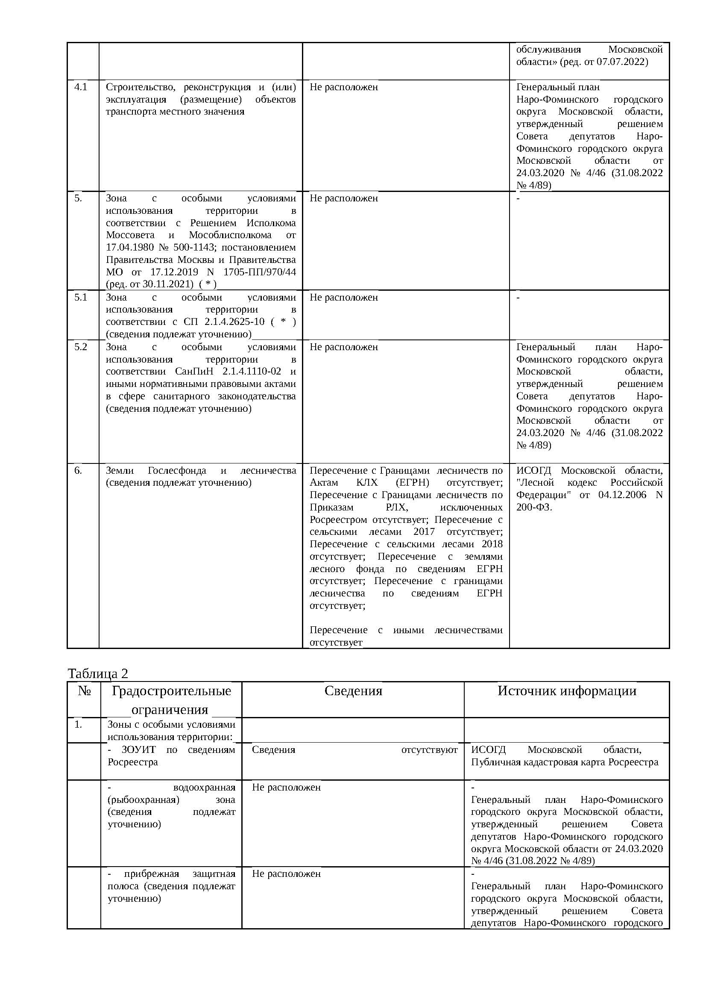 обслуживания Московской
области» (ред. от 07.07.2022)
4.1
Строительство, реконструкция и (или)
эксплуатация (размещение) объектов
транспорта местного значения
Не расположен
Генеральный план
Наро-Фоминского городского
округа Московской области,
утвержденный решением
Совета депутатов Наро-
Фоминского городского округа
Московской области от
24.03.2020 № 4/46 (31.08.2022
№ 4/89)
5.
Зона с особыми условиями
использования территории в
соответствии с Решением Исполкома
Моссовета и Мособлисполкома от
17.04.1980 № 500-1143; постановлением
Правительства Москвы и Правительства
МО от 17.12.2019 N 1705-ПП/970/44
(ред. от 30.11.2021) ( * )
Не расположен
-
5.1
Зона с особыми условиями
использования территории в
соответствии с СП 2.1.4.2625-10 ( * )
(сведения подлежат уточнению)
Не расположен
-
5.2
Зона с особыми условиями
использования территории в
соответствии СанПиН 2.1.4.1110-02 и
иными нормативными правовыми актами
в сфере санитарного законодательства
(сведения подлежат уточнению)
Не расположен
Генеральный план Наро-
Фоминского городского округа
Московской области,
утвержденный решением
Совета депутатов Наро-
Фоминского городского округа
Московской области от
24.03.2020 № 4/46 (31.08.2022
№ 4/89)
6.
Земли Гослесфонда и лесничества
(сведения подлежат уточнению)
Пересечение с Границами лесничеств по
Актам КЛХ (ЕГРН) отсутствует;
Пересечение с Границами лесничеств по
Приказам РЛХ, исключенных
Росреестром отсутствует; Пересечение с
сельскими лесами 2017 отсутствует;
Пересечение с сельскими лесами 2018
отсутствует; Пересечение с землями
лесного фонда по сведениям ЕГРН
отсутствует; Пересечение с границами
лесничества по сведениям ЕГРН
отсутствует;
Пересечение с иными лесничествами
отсутствует
ИСОГД Московской области,
"Лесной кодекс Российской
Федерации" от 04.12.2006 N
200-ФЗ.
Таблица 2
№
Градостроительные
ограничения
Сведения
Источник информации
1.
Зоны с особыми условиями
использования территории:
- ЗОУИТ по сведениям
Росреестра
Сведения отсутствуют
ИСОГД Московской области,
Публичная кадастровая карта Росреестра
- водоохранная
(рыбоохранная) зона
(сведения подлежат
уточнению)
Не расположен
-
Генеральный план Наро-Фоминского
городского округа Московской области,
утвержденный решением Совета
депутатов Наро-Фоминского городского
округа Московской области от 24.03.2020
№ 4/46 (31.08.2022 № 4/89)
- прибрежная защитная
полоса (сведения подлежат
уточнению)
Не расположен
-
Генеральный план Наро-Фоминского
городского округа Московской области,
утвержденный решением Совета
депутатов Наро-Фоминского городского